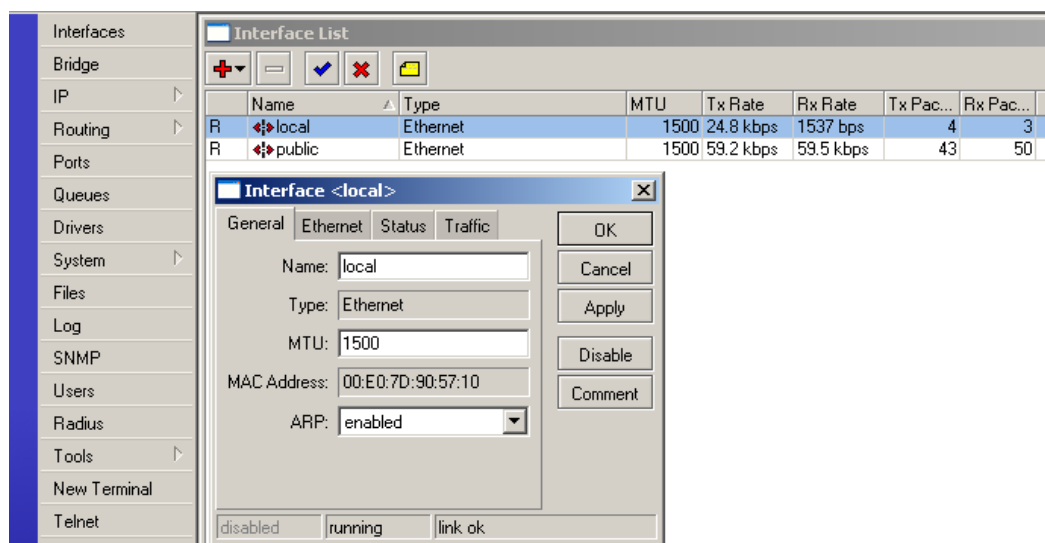 Interfaces
Bridge
IP
Routing
Ports
Queues
Drivers
System
Files
Log
SNMP
Users
Radius
Tools
New Terminal
Telnet
Interface List
Name Type MTU Tx Rate Rx Rate Tx Pac... Rx Pac...
R local Ethernet 1500 24.8 kbps 1537 bps 4 3
R public Ethernet 1500 59.2 kbps 59.5 kbps 43 50
Interface <local>
General Ethernet Status Traffic
Name: local
Type: Ethernet
MTU: 1500
MAC Address: 00:E0:7D:90:57:10
ARP: enabled
OK
Cancel
Apply
Disable
Comment
disabled running link ok